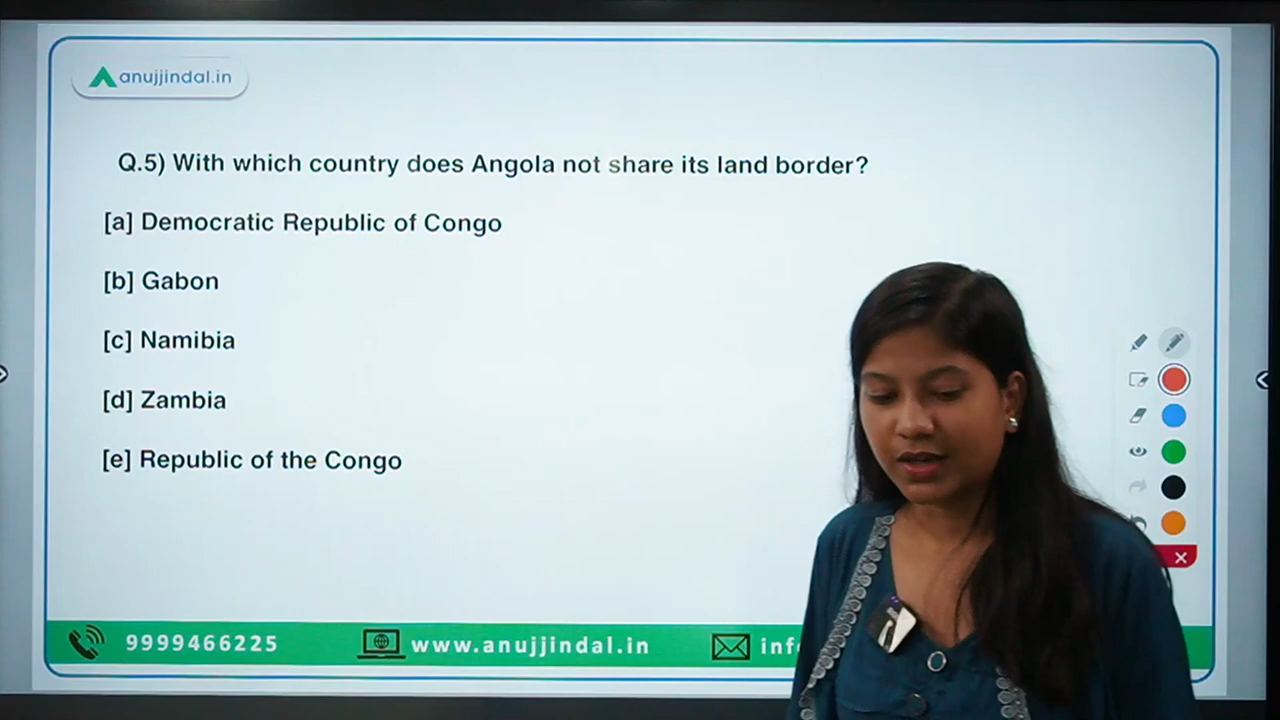 anujjindal.in
Q.5) With which country does Angola not share its land border?
[a] Democratic Republic of Congo
[b] Gabon
[c] Namibia
[d] Zambia
[e] Republic of the Congo
9999466225
www.anujjindal.in